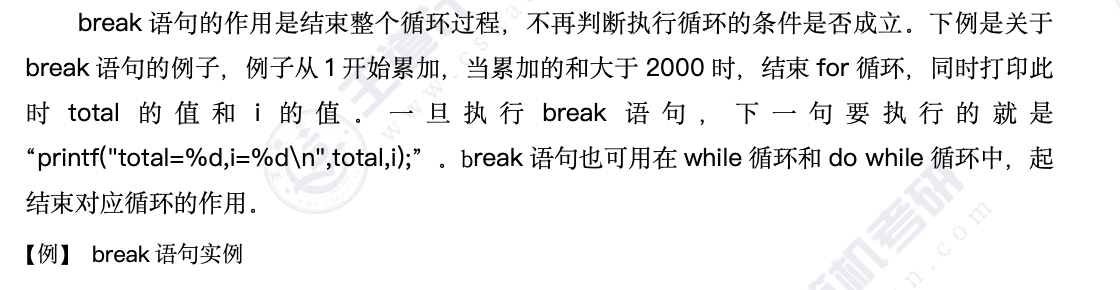 break 语句的作用是结束整个循环过程，不再判断执行循环的条件是否成立。下例是关于
break 语句的例子，例子从 1 开始累加，当累加的和大于 2000 时，结束 for 循环，同时打印此
时 total 的值和 i 的值。一旦执行 break 语句，下一句要执行的就是
“printf("total=%d,i=%d\n",total,i);” 。break 语句也可用在 while 循环和 do while 循环中，起
结束对应循环的作用。
【例】 break 语句实例